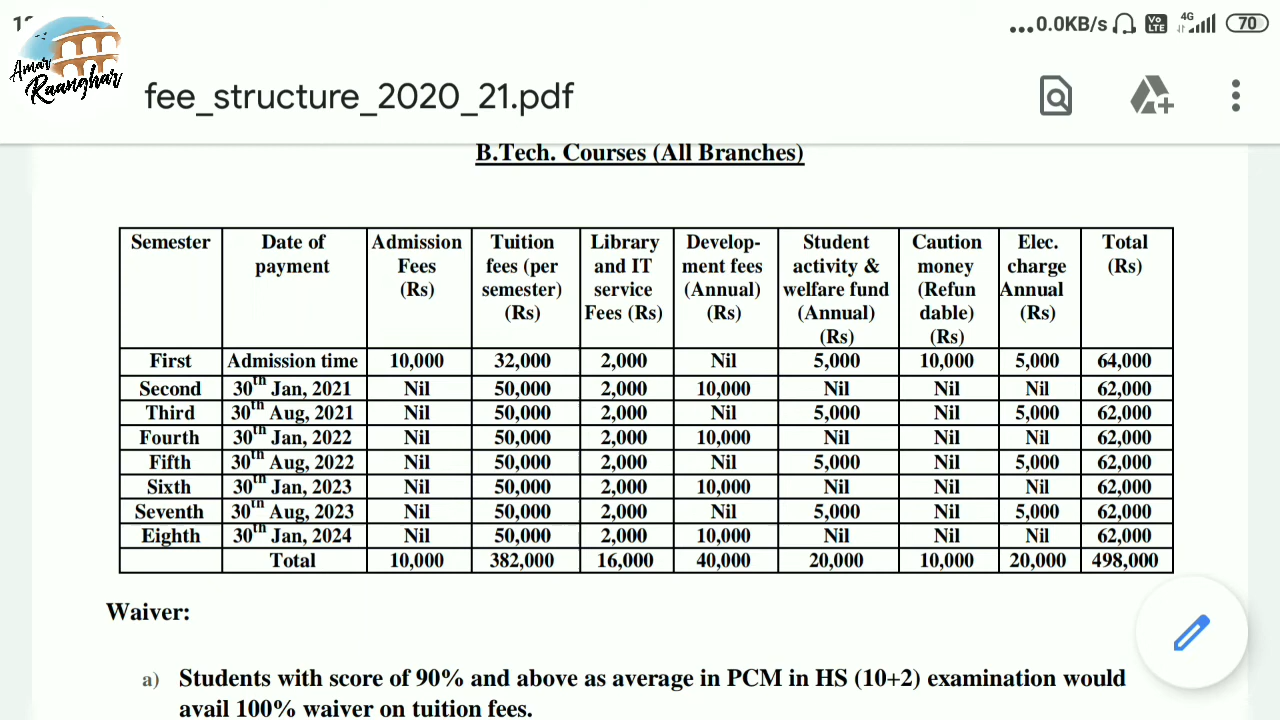 ...0.0KB/s Vo LTE 4G 70
Amar
Raanghar
fee_structure_2020_21.pdf
B.Tech. Courses (All Branches)
Semester Date of payment Admission Fees (Rs) Tuition fees (per semester) (Rs) Library and IT service Fees (Rs) Develop-ment fees (Annual) (Rs) Student activity & welfare fund (Annual) (Rs) Caution money (Refun dable) (Rs) Elec. charge Annual (Rs) Total (Rs)
First Admission time 10,000 32,000 2,000 Nil 5,000 10,000 5,000 64,000
Second 30th Jan, 2021 Nil 50,000 2,000 10,000 Nil Nil Nil 62,000
Third 30th Aug, 2021 Nil 50,000 2,000 Nil 5,000 Nil 5,000 62,000
Fourth 30th Jan, 2022 Nil 50,000 2,000 10,000 Nil Nil Nil 62,000
Fifth 30th Aug, 2022 Nil 50,000 2,000 Nil 5,000 Nil 5,000 62,000
Sixth 30th Jan, 2023 Nil 50,000 2,000 10,000 Nil Nil Nil 62,000
Seventh 30th Aug, 2023 Nil 50,000 2,000 Nil 5,000 Nil 5,000 62,000
Eighth 30th Jan, 2024 Nil 50,000 2,000 10,000 Nil Nil Nil 62,000
Total 10,000 382,000 16,000 40,000 20,000 10,000 20,000 498,000
Waiver:
a) Students with score of 90% and above as average in PCM in HS (10+2) examination would
avail 100% waiver on tuition fees.